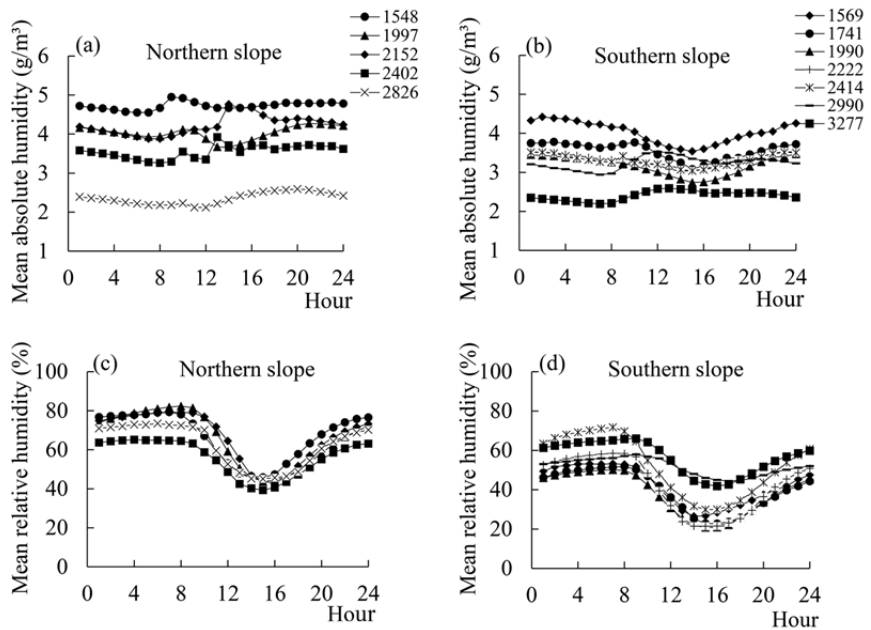 Mean absolute humidity (g/m³)
6
5
4
3
2
1
(a)
Northern slope
1548
1997
2152
2402
2826
0 4 8 12 16 20 24
Hour
Mean absolute humidity (g/m³)
6
5
4
3
2
1
(b)
Southern slope
1569
1741
1990
2222
2414
2990
3277
0 4 8 12 16 20 24
Hour
Mean relative humidity (%)
100
80
60
40
20
0
(c)
Northern slope
0 4 8 12 16 20 24
Hour
Mean relative humidity (%)
100
80
60
40
20
0
(d)
Southern slope
0 4 8 12 16 20 24
Hour